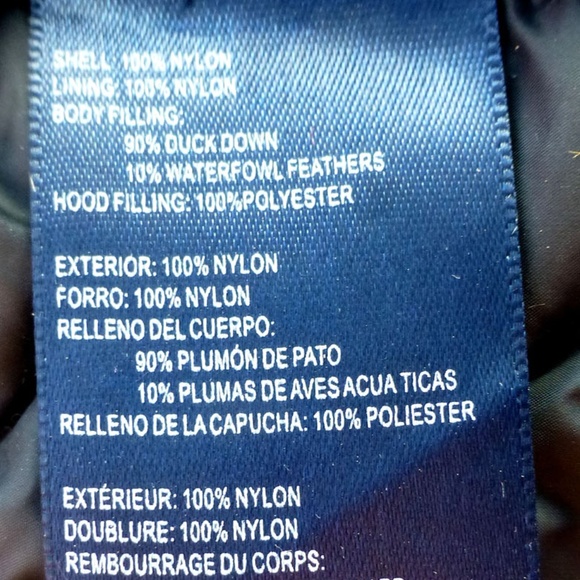 SHELL 100% NYLON
LINING: 100% NYLON
BODY FILLING:
90% DUCK DOWN
10% WATERFOWL FEATHERS
HOOD FILLING: 100%POLYESTER
EXTERIOR: 100% NYLON
FORRO: 100% NYLON
RELLENO DEL CUERPO:
90% PLUMÓN DE PATO
10% PLUMAS DE AVES ACUA TICAS
RELLENO DE LA CAPUCHA: 100% POLIESTER
EXTÉRIEUR: 100% NYLON
DOUBLURE: 100% NYLON
REMBOURRAGE DU CORPS: